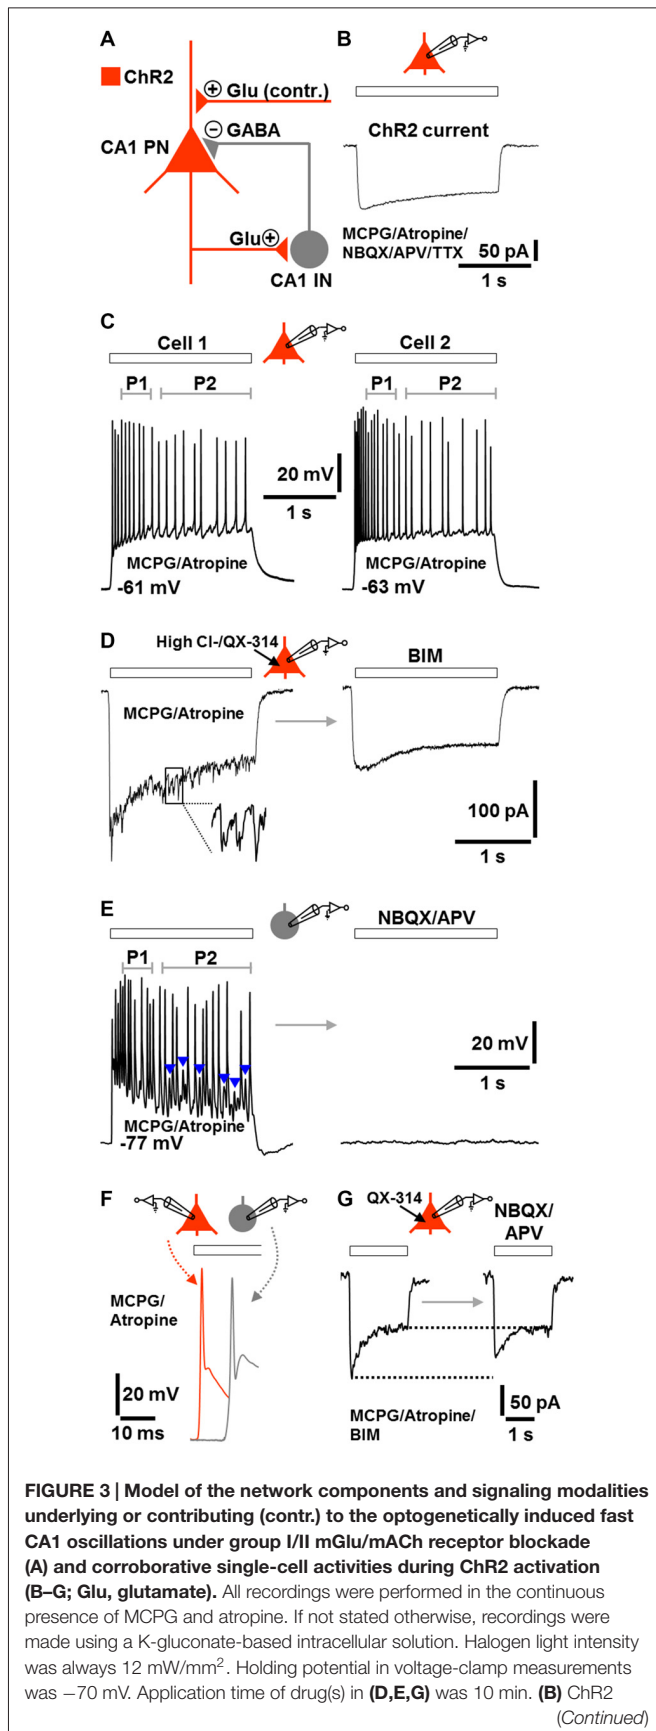 A
B
ChR2
Glu (contr.)
GABA
CA1 PN
Glu
CA1 IN
ChR2 current
MCPG/Atropine/
NBQX/APV/TTX
50 pA
1 s
C
Cell 1
Cell 2
P1
P2
P1
P2
20 mV
1 s
MCPG/Atropine
-61 mV
MCPG/Atropine
-63 mV
D
High Cl-/QX-314
BIM
MCPG/Atropine
100 pA
1 s
E
NBQX/APV
P1
P2
20 mV
1 s
MCPG/Atropine
-77 mV
F
G
QX-314
NBQX/
APV
MCPG/
Atropine
20 mV
10 ms
MCPG/Atropine/
BIM
50 pA
1 s
FIGURE 3 | Model of the network components and signaling modalities
underlying or contributing (contr.) to the optogenetically induced fast
CA1 oscillations under group I/II mGlu/mACh receptor blockade
(A) and corroborative single-cell activities during ChR2 activation
(B–G; Glu, glutamate). All recordings were performed in the continuous
presence of MCPG and atropine. If not stated otherwise, recordings were
made using a K-gluconate-based intracellular solution. Halogen light intensity
was always 12 mW/mm². Holding potential in voltage-clamp measurements
was −70 mV. Application time of drug(s) in (D,E,G) was 10 min. (B) ChR2
(Continued)